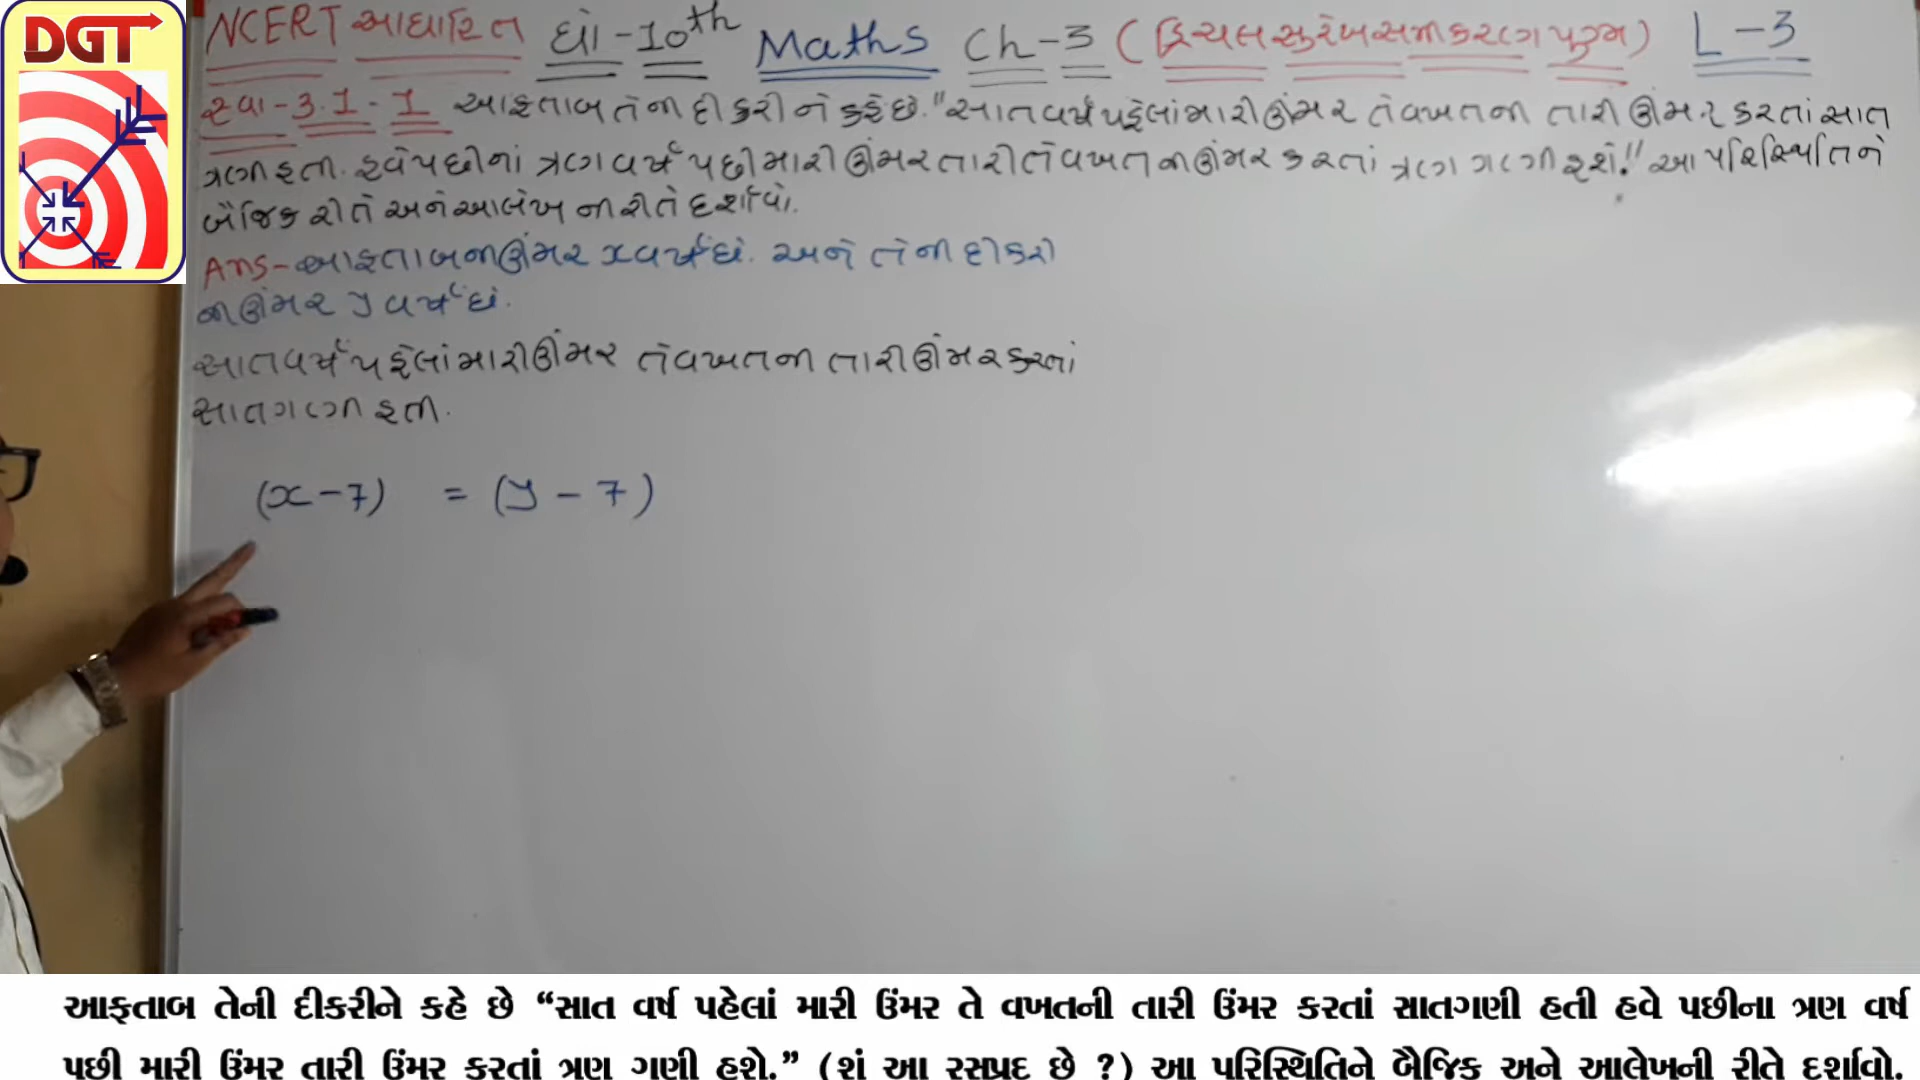 DGT
NCERT આધારિત ધો-10th Maths Ch-3 (દ્વિચલ સુરેખ સમીકરણ યુગ્મ) L-3
સ્વા-3.1-1 આફતાબ તેની દીકરીને કહે છે. "સાત વર્ષ પહેલાં મારી ઊંમર તે વખતની તારી ઊંમર કરતાં સાત
ગણી હતી. હવે પછીનાં ત્રણ વર્ષ પછી મારી ઊંમર તારી તે વખતની ઊંમર કરતાં ત્રણ ગણી હશે!" આ પરિસ્થિતિને
બૈજિક રીતે અને આલેખની રીતે દર્શાવો.
Ans- આફતાબની ઊંમર x વર્ષ છે. અને તેની દીકરી
ની ઊંમર y વર્ષ છે.
સાત વર્ષ પહેલાં મારી ઊંમર તે વખતની તારી ઊંમર કરતાં
સાત ગણી હતી.
(x-7) = (y - 7)
આફતાબ તેની દીકરીને કહે છે “સાત વર્ષ પહેલાં મારી ઉંમર તે વખતની તારી ઉંમર કરતાં સાતગણી હતી હવે પછીના ત્રણ વર્ષ
પછી મારી ઉંમર તારી ઉંમર કરતાં ત્રણ ગણી હશે.” (શું આ રસપ્રદ છે ?) આ પરિસ્થિતિને બૈજિક અને આલેખની રીતે દર્શાવો.